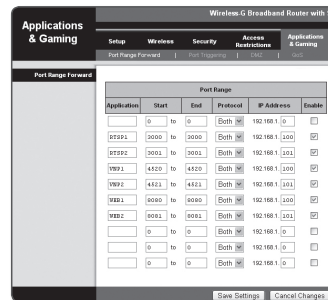 Wireless-G Broadband Router with
Applications & Gaming
Setup Wireless Security Access Restrictions Applications & Gaming
Port Range Forward | Port Triggering | DMZ | QoS
Port Range Forward
Port Range
Application Start End Protocol IP Address Enable
0 to 0 Both 192.168.1. 0
RTSP1 3000 to 3000 Both 192.168.1. 100
RTSP2 3001 to 3001 Both 192.168.1. 101
VNP1 4520 to 4520 Both 192.168.1. 100
VNP2 4521 to 4521 Both 192.168.1. 101
WEB1 8080 to 8080 Both 192.168.1. 100
WEB2 8081 to 8081 Both 192.168.1. 101
0 to 0 Both 192.168.1. 0
0 to 0 Both 192.168.1. 0
0 to 0 Both 192.168.1. 0
Save Settings Cancel Changes